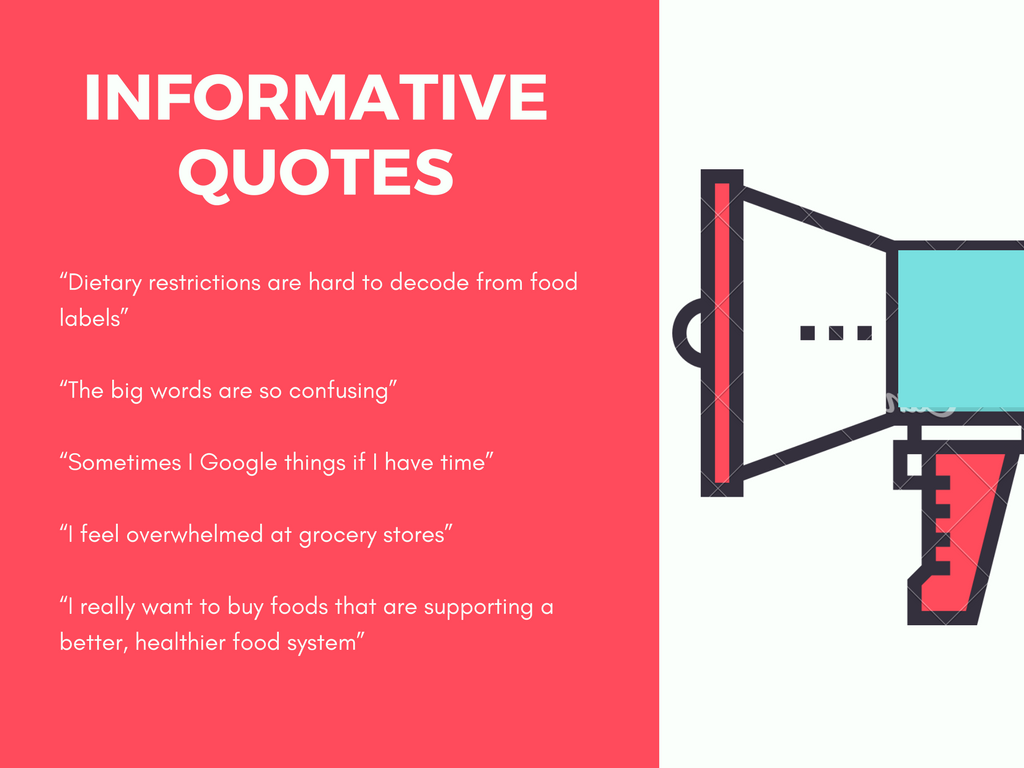 INFORMATIVE
QUOTES
“Dietary restrictions are hard to decode from food
labels”
“The big words are so confusing”
“Sometimes I Google things if I have time”
“I feel overwhelmed at grocery stores”
“I really want to buy foods that are supporting a
better, healthier food system”